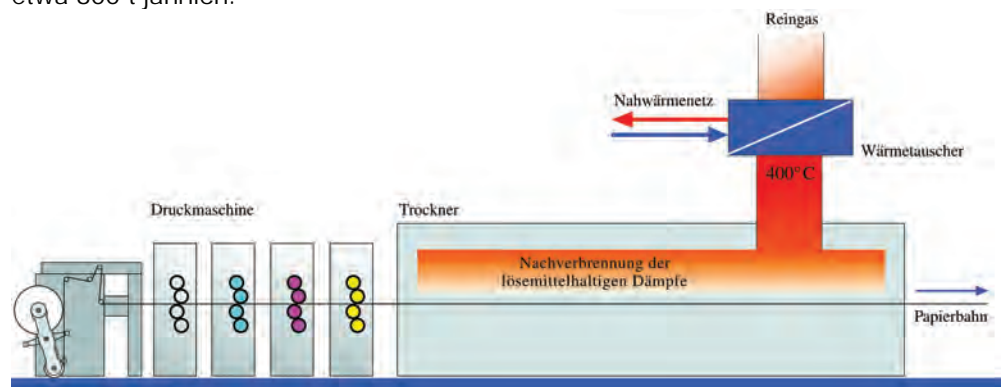 Reingas
Nahwärmenetz
Wärmetauscher
400°C
Druckmaschine
Trockner
Nachverbrennung der
lösemittelhaltigen Dämpfe
Papierbahn